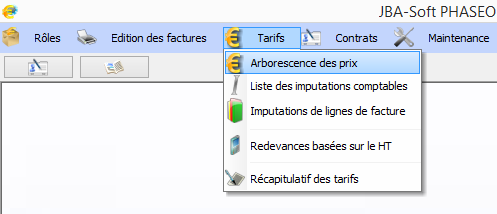 JBA-Soft PHASEO
Rôles Edition des factures Tarifs Contrats Maintenance
Arborescence des prix
Liste des imputations comptables
Imputations de lignes de facture
Redevances basées sur le HT
Récapitulatif des tarifs